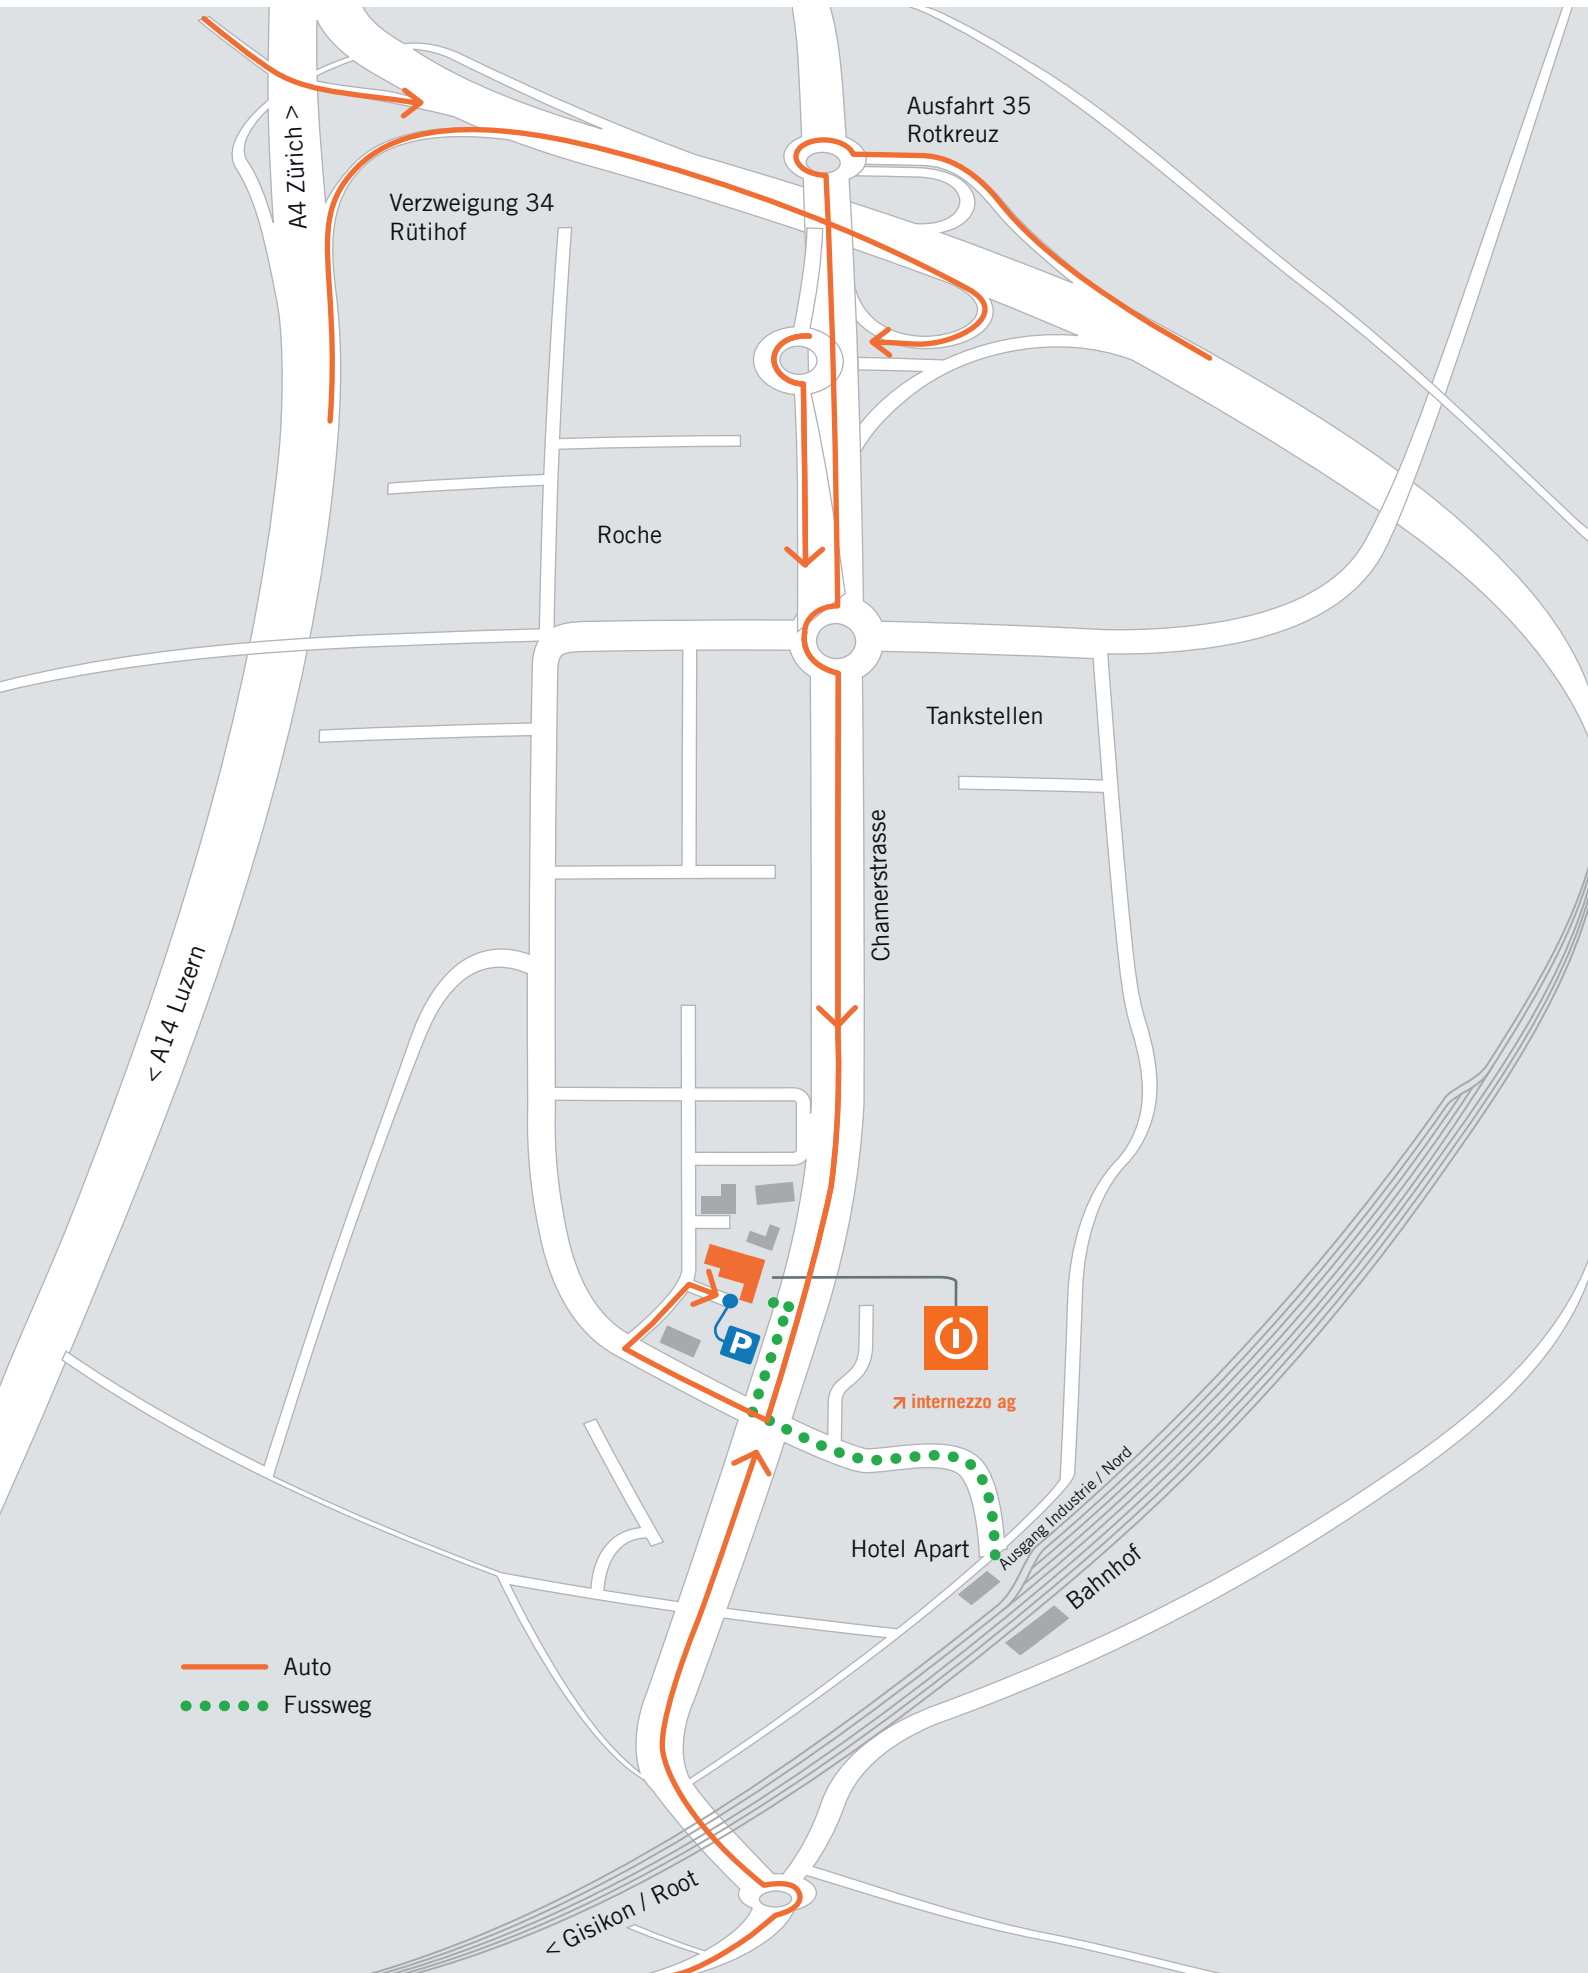 Ausfahrt 35
Rotkreuz
A4 Zürich >
Verzweigung 34
Rütihof
Roche
Tankstellen
Chamerstrasse
< A14 Luzern
P
↗ internezzo ag
Ausgang Industrie / Nord
Hotel Apart
Bahnhof
Auto
Fussweg
< Gisikon / Root